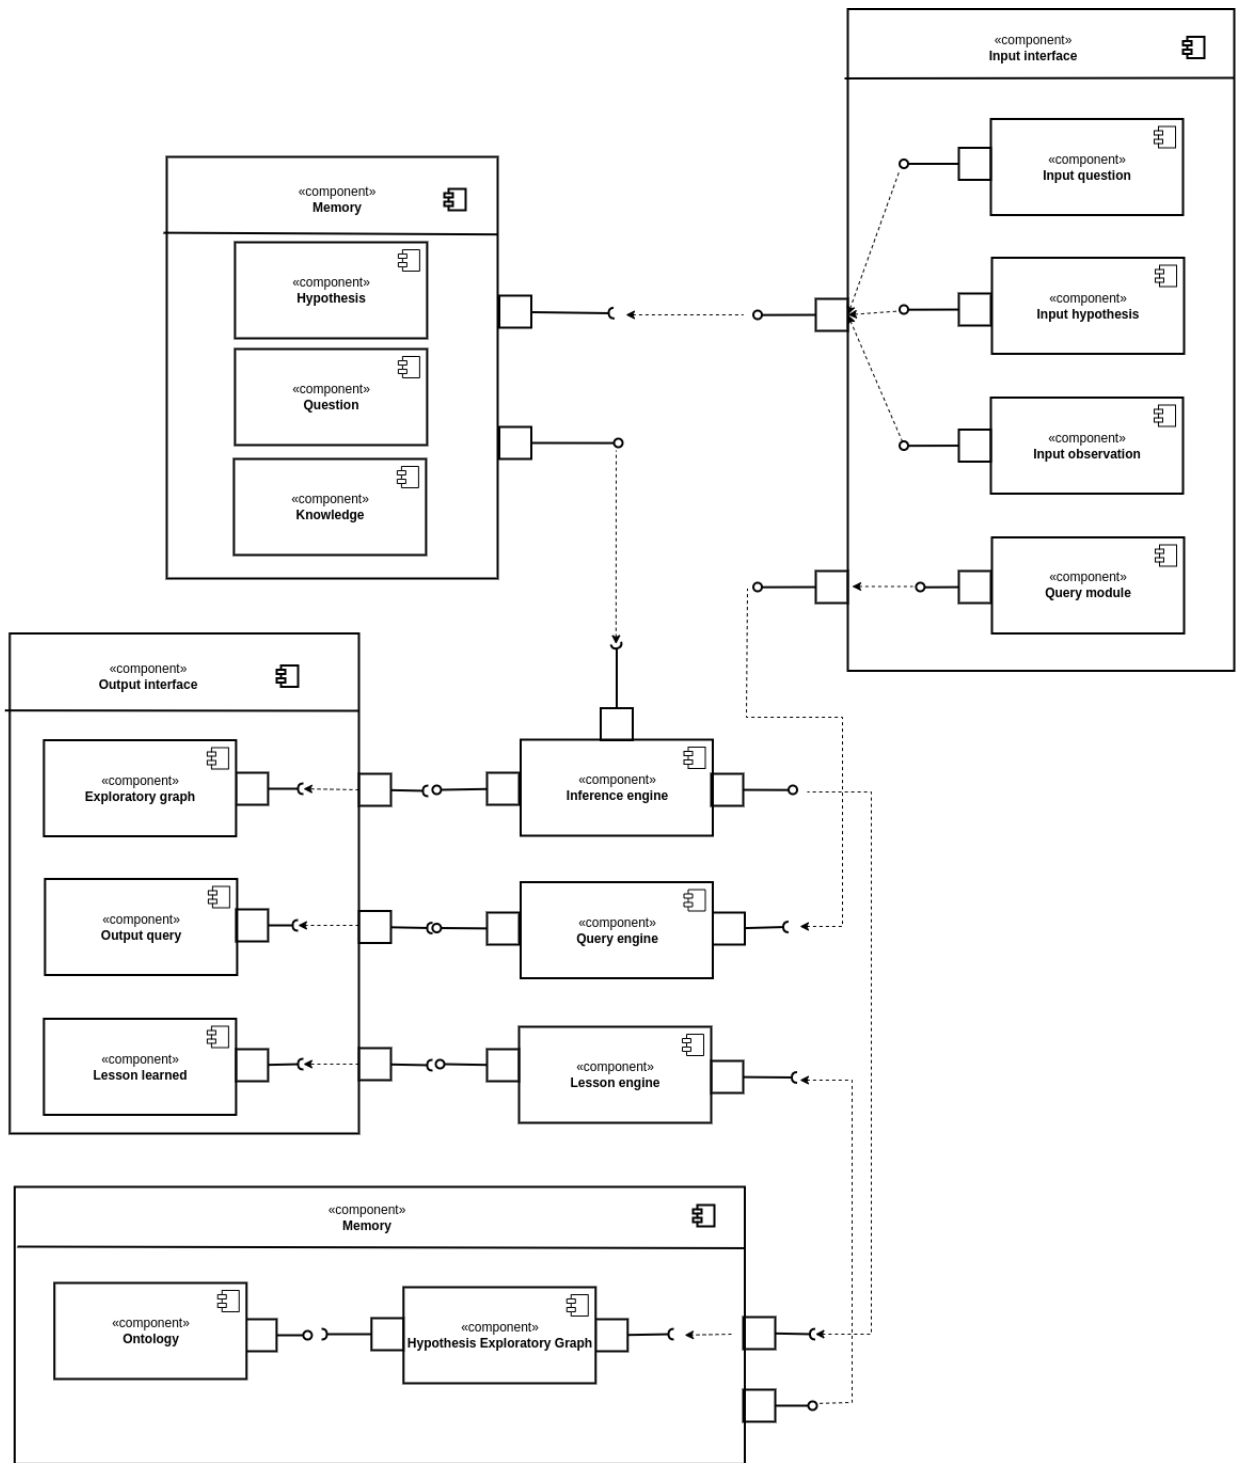 «component»
Input interface
«component»
Input question
«component»
Input hypothesis
«component»
Input observation
«component»
Query module
«component»
Memory
«component»
Hypothesis
«component»
Question
«component»
Knowledge
«component»
Output interface
«component»
Exploratory graph
«component»
Output query
«component»
Lesson learned
«component»
Inference engine
«component»
Query engine
«component»
Lesson engine
«component»
Memory
«component»
Ontology
«component»
Hypothesis Exploratory Graph